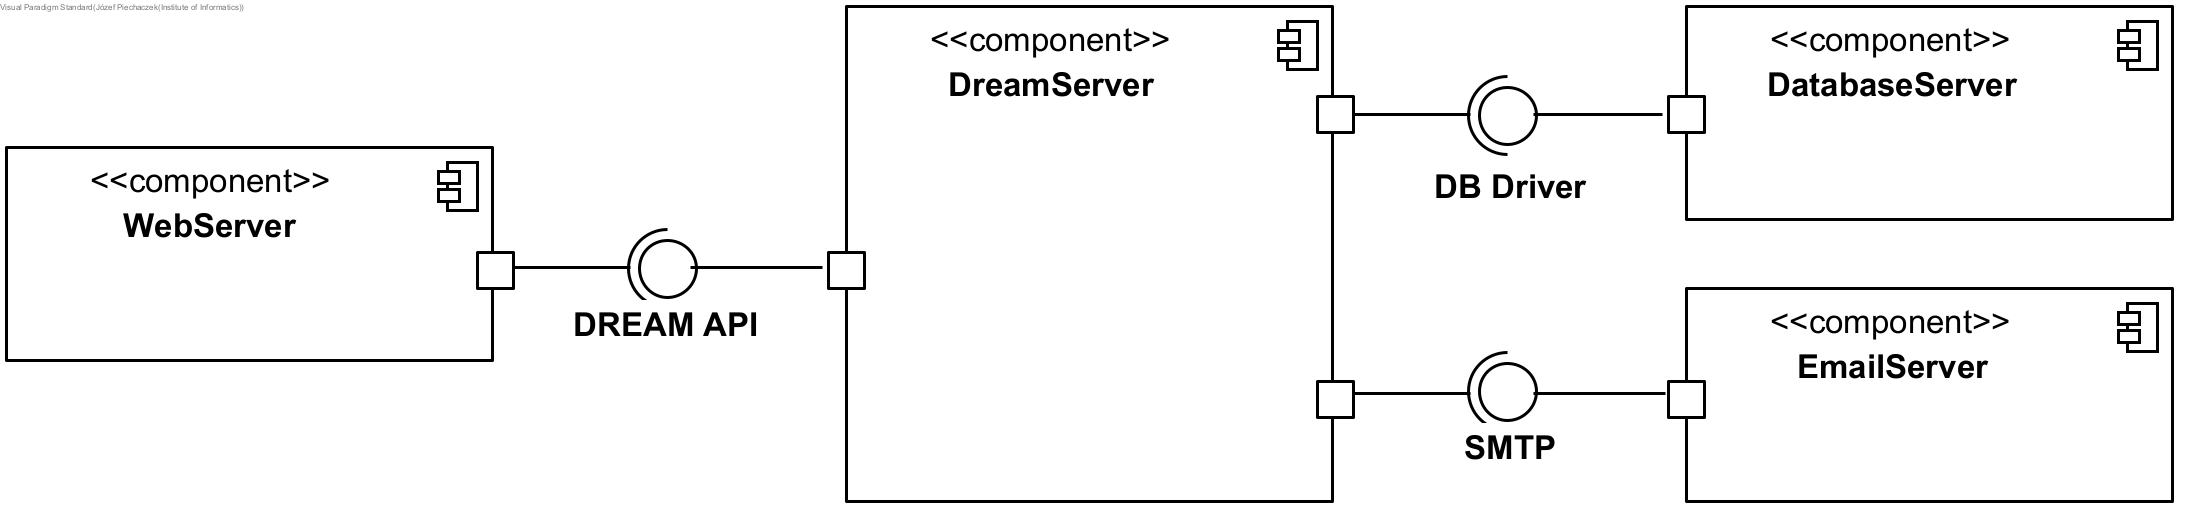 Visual Paradigm Standard(Józef Piechaczek(Institute of Informatics))
<<component>>
WebServer
DREAM API
<<component>>
DreamServer
DB Driver
SMTP
<<component>>
DatabaseServer
<<component>>
EmailServer